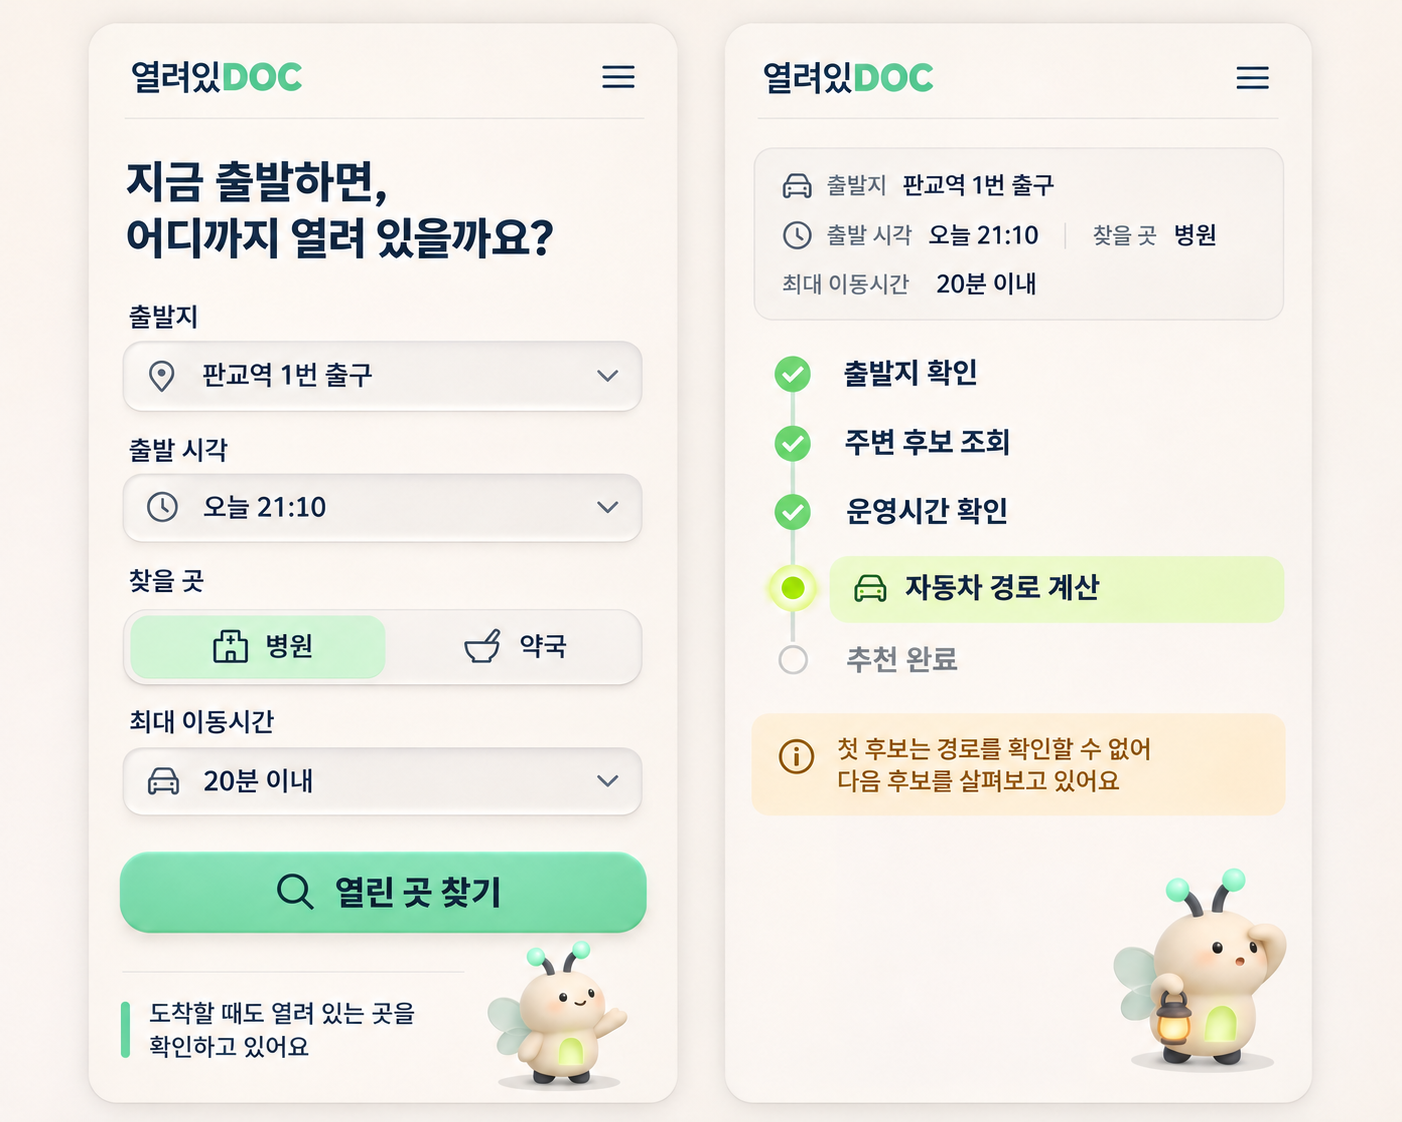 열려있DOC
지금 출발하면,
어디까지 열려 있을까요?
출발지
판교역 1번 출구
출발 시각
오늘 21:10
찾을 곳
병원 약국
최대 이동시간
20분 이내
열린 곳 찾기
도착할 때도 열려 있는 곳을
확인하고 있어요
열려있DOC
출발지 판교역 1번 출구
출발 시각 오늘 21:10 찾을 곳 병원
최대 이동시간 20분 이내
출발지 확인
주변 후보 조회
운영시간 확인
자동차 경로 계산
추천 완료
첫 후보는 경로를 확인할 수 없어
다음 후보를 살펴보고 있어요